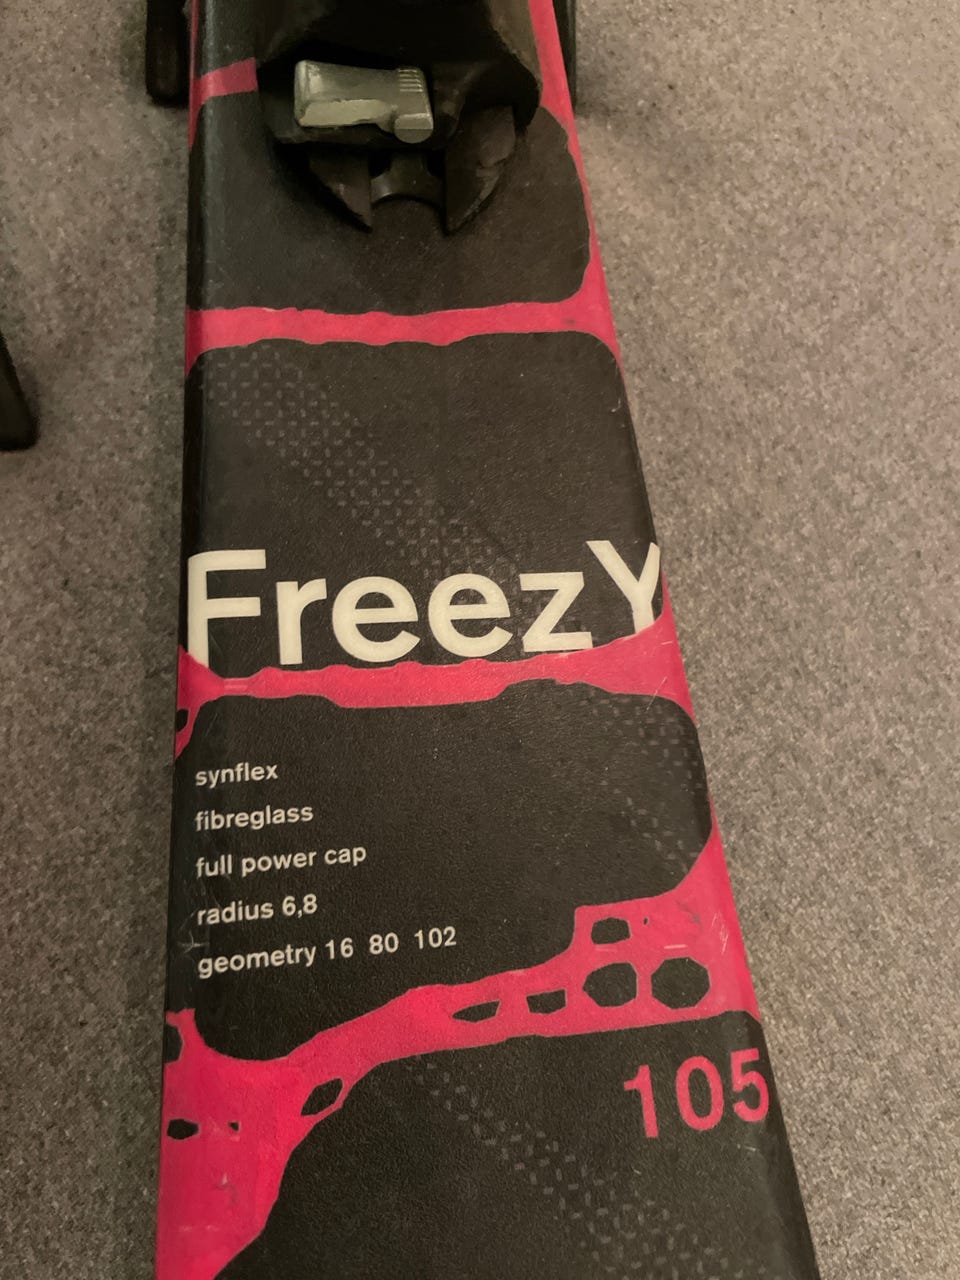 FreezY
synflex
fibreglass
full power cap
radius 6,8
geometry 16 80 102
105